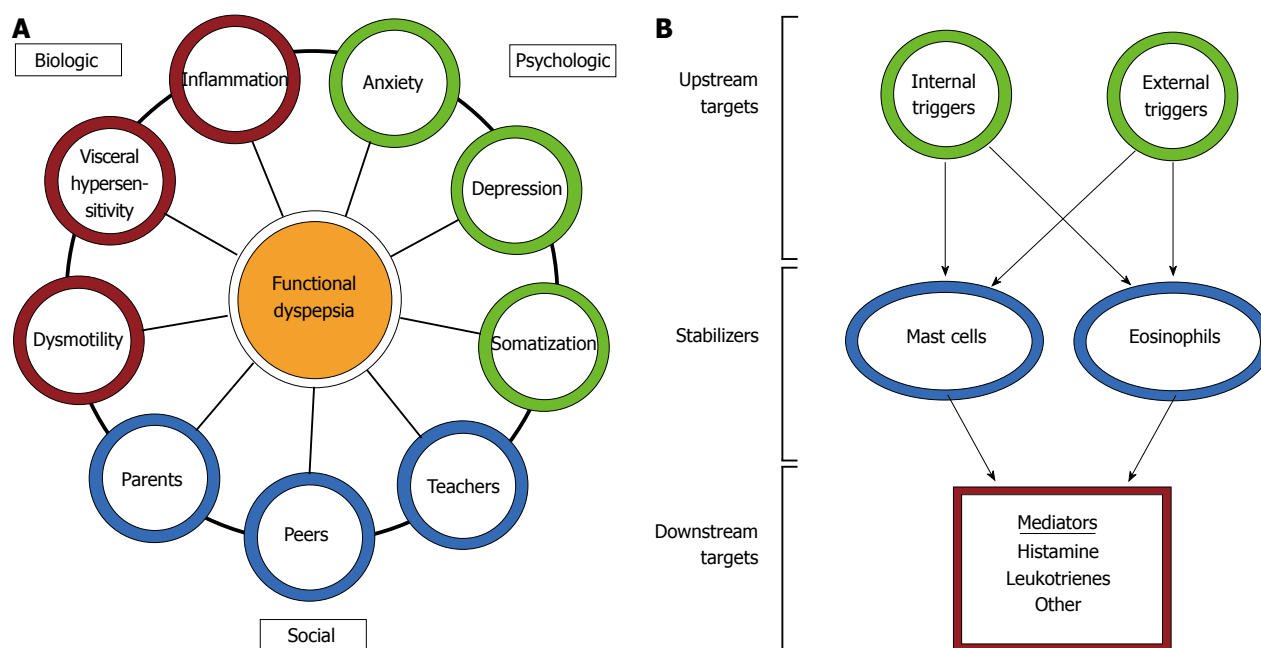 A
Biologic
Psychologic
Inflammation
Anxiety
Visceral
hypersen-
sitivity
Depression
Functional
dyspepsia
Dysmotility
Somatization
Parents
Teachers
Peers
Social
B
Upstream
targets
Internal
triggers
External
triggers
Stabilizers
Mast cells
Eosinophils
Downstream
targets
Mediators
Histamine
Leukotrienes
Other